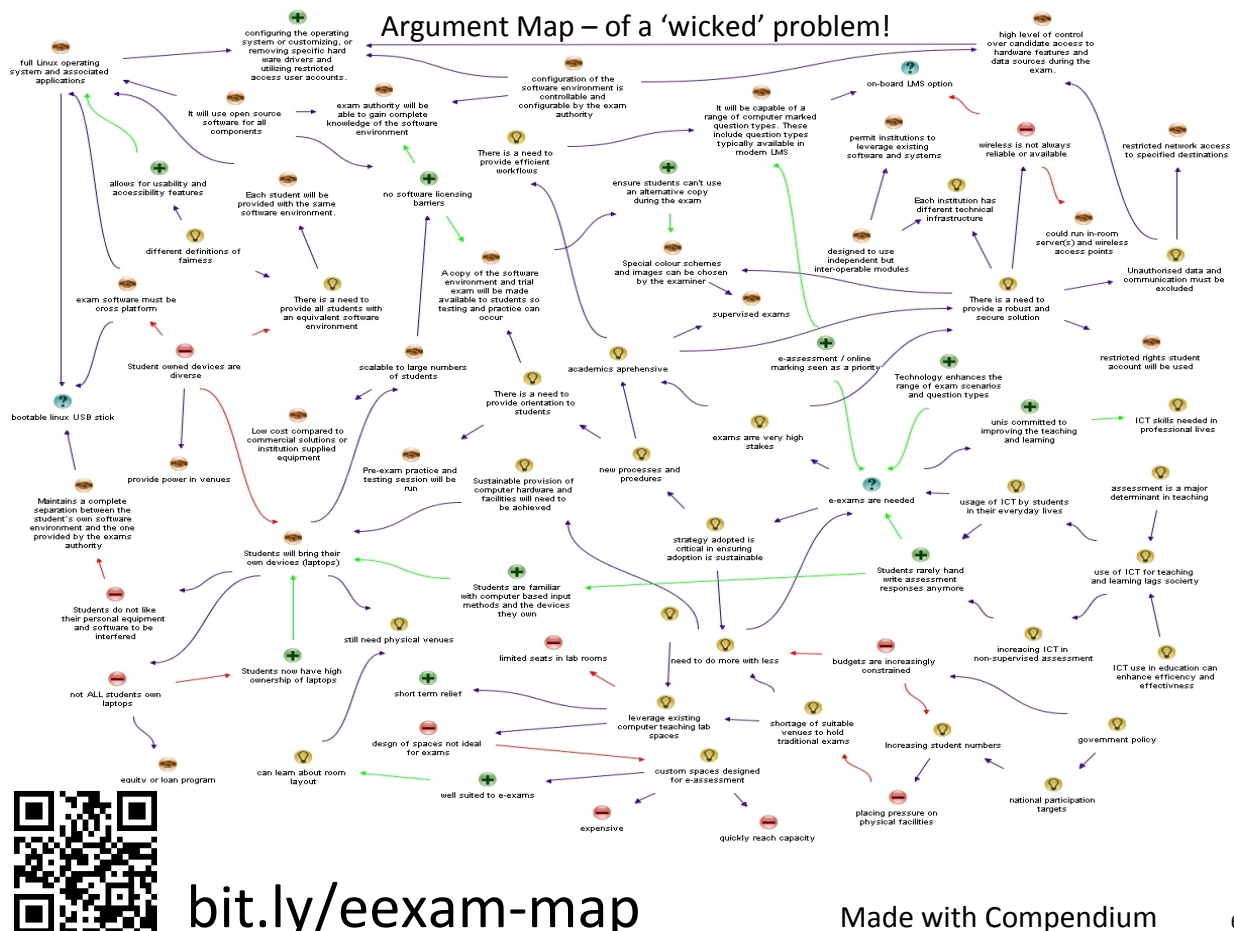 Argument Map – of a ‘wicked’ problem!
full Linux operating
system and associated
applications
configuring the operating
system or customizing, or
removing specific hard
ware drivers and
utilizing restricted
access user accounts.
high level of control
over candidate access to
hardware features and
data sources during the
exam.
configuration of the
software environment is
controllable and
configurable by the exam
authority
on-board LMS option
It will use open source
software for all
components
exam authority will be
able to gain complete
knowledge of the software
environment
It will be capable of a
range of computer marked
question types. These
include question types
typically available in
modern LMS
permit institutions to
leverage existing
software and systems
wireless is not always
reliable or available
restricted network access
to specified destinations
There is a need to
provide efficient
workflows
allows for usability and
accessibility features
Each student will be
provided with the same
software environment.
no software licensing
barriers
ensure students can't use
an alternative copy
during the exam
Each institution has
different technical
infrastructure
could run in-room
server(s) and wireless
access points
different definitions of
fairness
A copy of the software
environment and trial
exam will be made
available to students so
testing and practice can
occur
Special colour schemes
and images can be chosen
by the examiner
designed to use
independent but
inter-operable modules
Unauthorised data and
communication must be
excluded
exam software must be
cross platform
There is a need to
provide all students with
an equivalent software
environment
supervised exams
There is a need to
provide a robust and
secure solution
Student owned devices are
diverse
scalable to large numbers
of students
academics aprehensive
e-assessment / online
marking seen as a priority
restricted rights student
account will be used
bootable linux USB stick
There is a need to
provide orientation to
students
Technology enhances the
range of exam scenarios
and question types
Low cost compared to
commercial solutions or
institution supplied
equipment
exams arre very high
stakes
unis committed to
improving the teaching
and learning
ICT skills needed in
professional lives
provide power in venues
Pre-exam practice and
testing session will be
run
new processes and
procdures
Maintains a complete
separation between the
student's own software
environment and the one
provided by the exams
authority
Sustainable provision of
computer hardware and
facilities will need to
be achieved
e-exams are needed
usage of ICT by students
in their everyday lives
assessment is a major
determinant in teaching
strategy adopted is
critical in ensuring
adoption is sustainable
Students will bring their
own devices (laptops)
Students rarely hand
write assessment
responses anymore
use of ICT for teaching
and learning lags socierty
Students do not like
their personal equipment
and software to be
interfered
Students are familiar
with computer based input
methods and the devices
they own
still need physical venues
limited seats in lab rooms
need to do more with less
budgets are increasingly
constrained
increacing ICT in
non-supervised assessment
ICT use in education can
enhance efficency and
effectivness
not ALL students own
laptops
Students now have high
ownership of laptops
short term relief
leverage existing
computer teaching lab
spaces
shortage of suitable
venues to hold
traditional exams
Increasing student numbers
government policy
desgn of spaces not ideal
for exams
equity or loan program
can learn about room
layout
well suited to e-exams
custom spaces designed
for e-assessment
national participation
targets
expensive
quickly reach capacity
placing pressure on
physical facilities
bit.ly/eexam-map
Made with Compendium